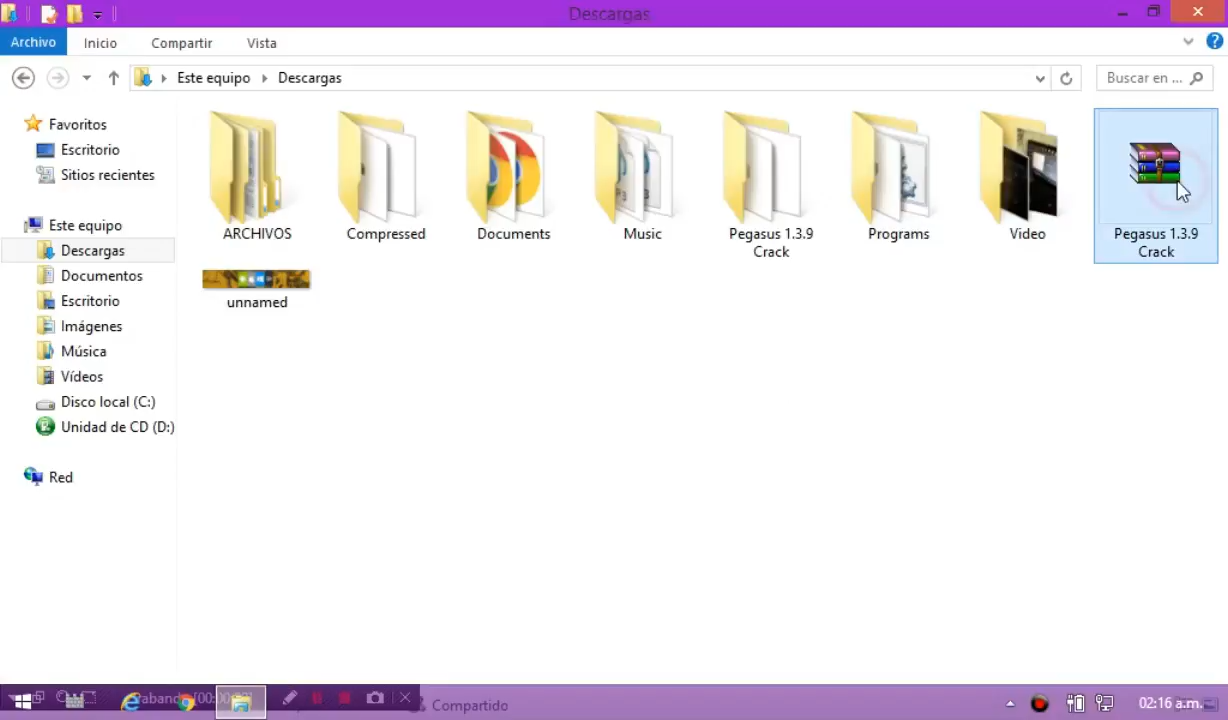 Descargas
Archivo
Inicio
Compartir
Vista
Este equipo
Descargas
Buscar en ...
Favoritos
Escritorio
Sitios recientes
Este equipo
Descargas
Documentos
Escritorio
Imágenes
Música
Vídeos
Disco local (C:)
Unidad de CD (D:)
Red
ARCHIVOS
Compressed
Documents
Music
Pegasus 1.3.9
Crack
Programs
Video
Pegasus 1.3.9
Crack
unnamed
Compartido
02:16 a.m.